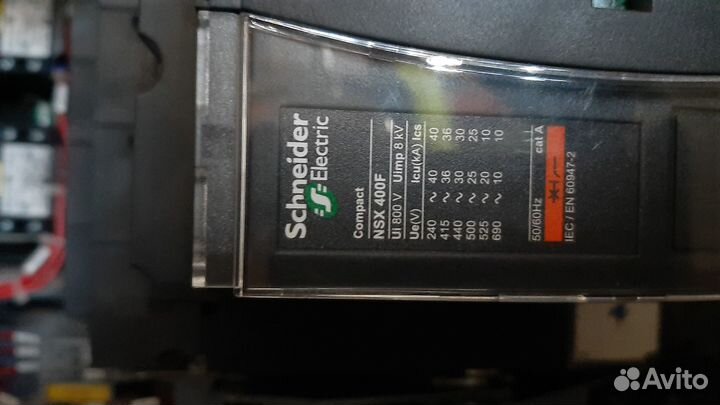 Schneider
Electric
Compact
NSX 400F
Ui 800 V Uimp 8 kV
Ue(V) Icu(kA) Ics
240 ~ 40 40
415 ~ 36 36
440 ~ 30 30
500 ~ 25 25
525 ~ 20 10
690 ~ 10 10
50/60Hz cat A
IEC / EN 60947-2
Avito